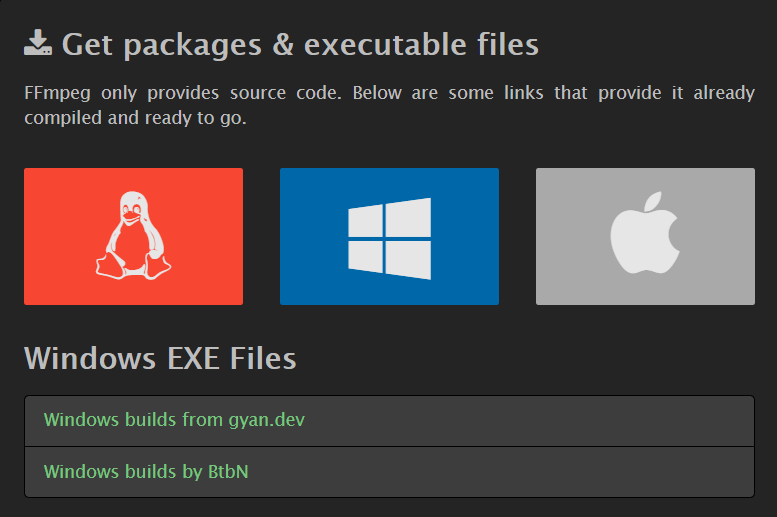 Get packages & executable files
FFmpeg only provides source code. Below are some links that provide it already
compiled and ready to go.
Windows EXE Files
Windows builds from gyan.dev
Windows builds by BtbN